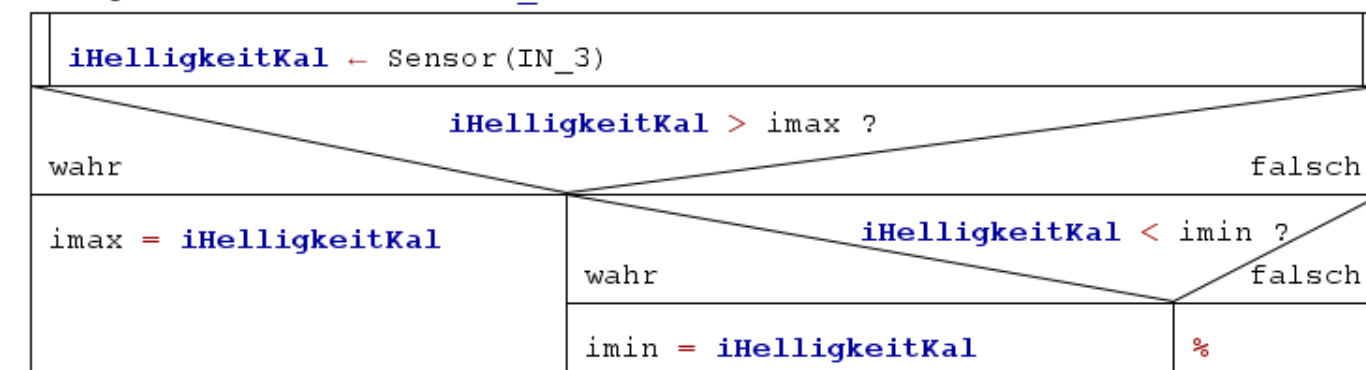 iHelligkeitKal ← Sensor(IN_3)
iHelligkeitKal > imax ?
wahr
falsch
imax = iHelligkeitKal
iHelligkeitKal < imin ?
wahr
falsch
imin = iHelligkeitKal
%